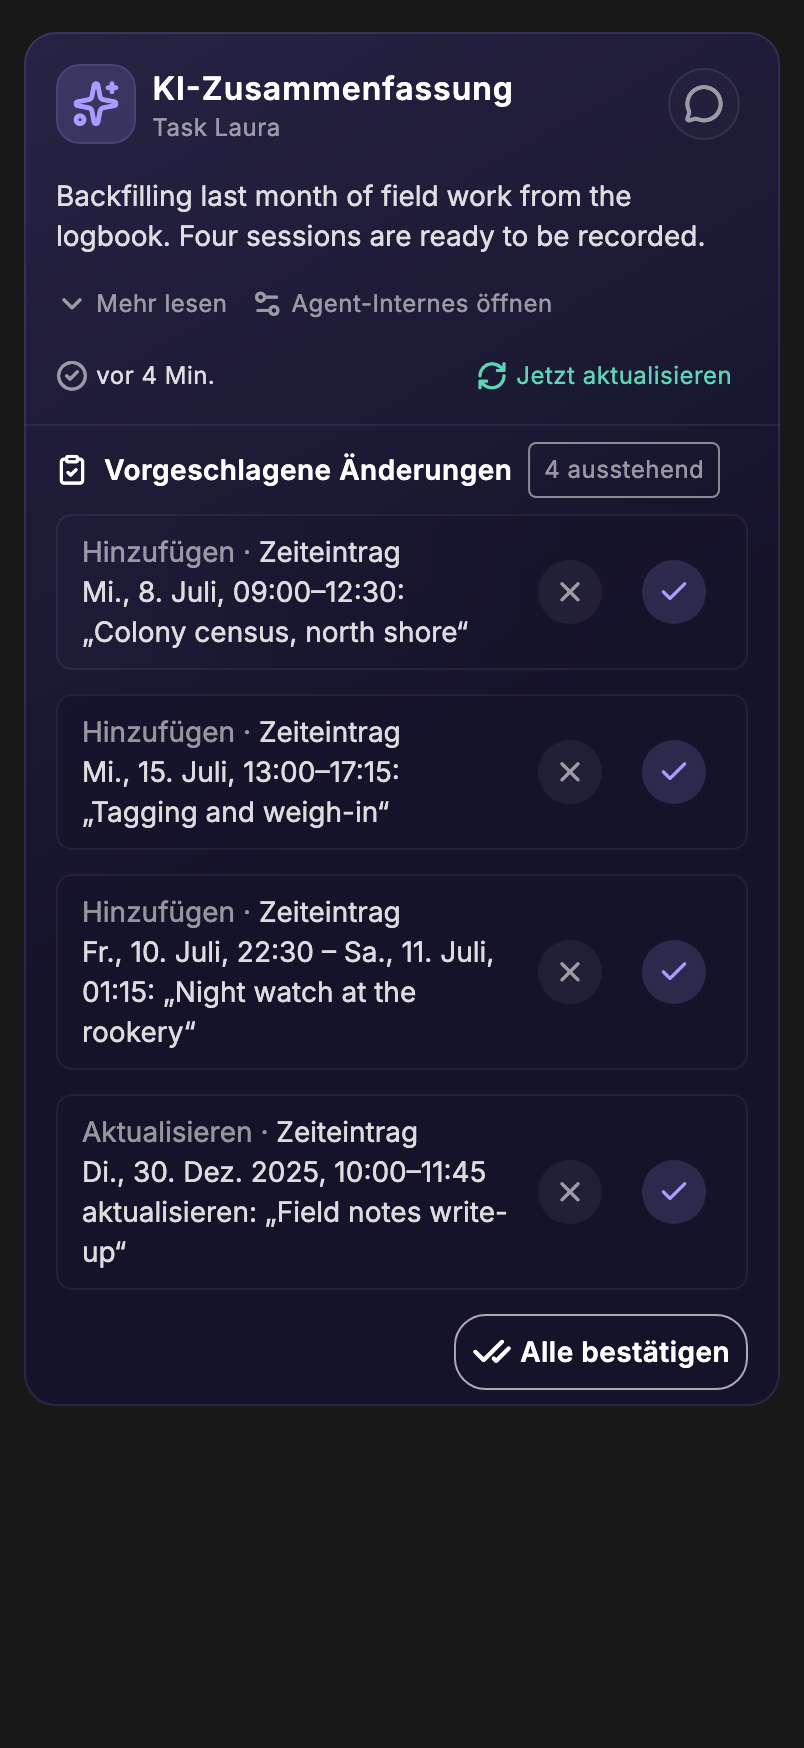 KI-Zusammenfassung
Task Laura
Backfilling last month of field work from the
logbook. Four sessions are ready to be recorded.
Mehr lesen Agent-Internes öffnen
vor 4 Min. Jetzt aktualisieren
Vorgeschlagene Änderungen 4 ausstehend
Hinzufügen · Zeiteintrag
Mi., 8. Juli, 09:00–12:30:
„Colony census, north shore“
Hinzufügen · Zeiteintrag
Mi., 15. Juli, 13:00–17:15:
„Tagging and weigh-in“
Hinzufügen · Zeiteintrag
Fr., 10. Juli, 22:30 – Sa., 11. Juli,
01:15: „Night watch at the
rookery“
Aktualisieren · Zeiteintrag
Di., 30. Dez. 2025, 10:00–11:45
aktualisieren: „Field notes write-
up“
Alle bestätigen